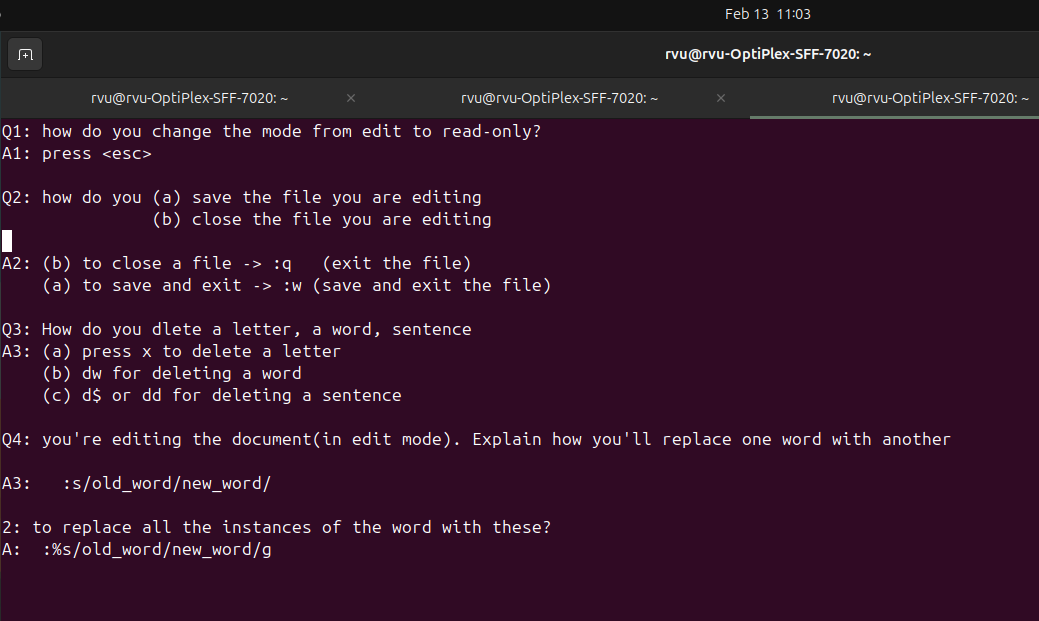 Feb 13 11:03
rvu@rvu-OptiPlex-SFF-7020: ~
rvu@rvu-OptiPlex-SFF-7020: ~ × rvu@rvu-OptiPlex-SFF-7020: ~ × rvu@rvu-OptiPlex-SFF-7020: ~
Q1: how do you change the mode from edit to read-only?
A1: press <esc>
Q2: how do you (a) save the file you are editing
(b) close the file you are editing
A2: (b) to close a file -> :q (exit the file)
(a) to save and exit -> :w (save and exit the file)
Q3: How do you dlete a letter, a word, sentence
A3: (a) press x to delete a letter
(b) dw for deleting a word
(c) d$ or dd for deleting a sentence
Q4: you're editing the document(in edit mode). Explain how you'll replace one word with another
A3: :s/old_word/new_word/
2: to replace all the instances of the word with these?
A: :%s/old_word/new_word/g